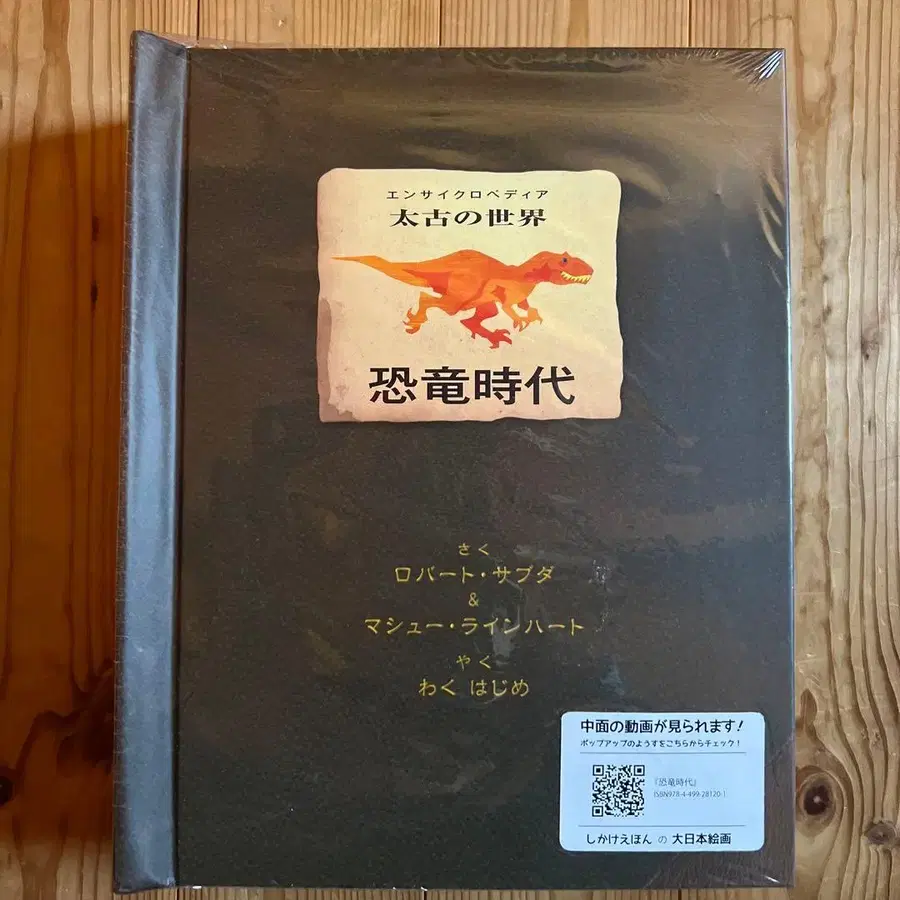 エンサイクロペディア
太古の世界
恐竜時代
さく
ロバート・サブダ
&
マシュー・ラインハート
やく
わく はじめ
中面の動画が見られます!
ポップアップのようすをこちらからチェック!
『恐竜時代』
ISBN978-4-499-28120-1
しかけえほん の 大日本絵画